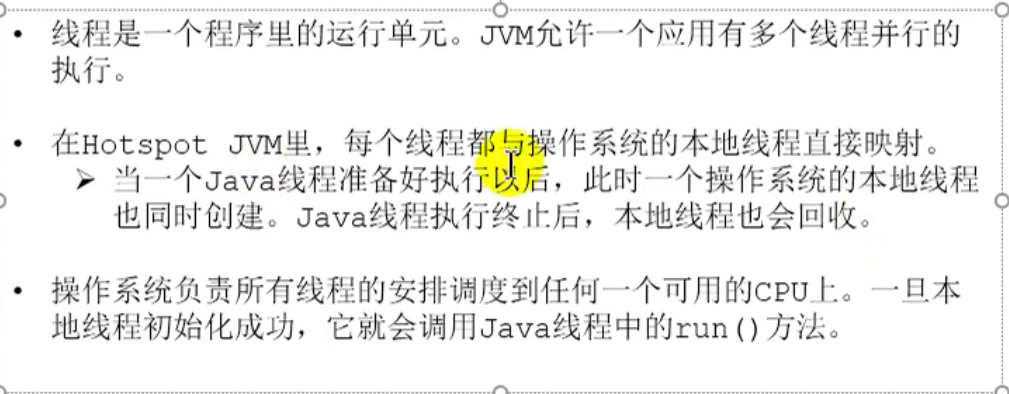 • 线程是一个程序里的运行单元。JVM允许一个应用有多个线程并行的
执行。
• 在Hotspot JVM里，每个线程都与操作系统的本地线程直接映射。
➢ 当一个Java线程准备好执行以后，此时一个操作系统的本地线程
也同时创建。Java线程执行终止后，本地线程也会回收。
• 操作系统负责所有线程的安排调度到任何一个可用的CPU上。一旦本
地线程初始化成功，它就会调用Java线程中的run()方法。